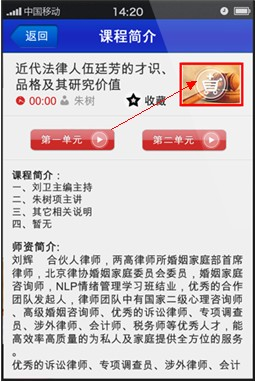 中国移动 14:20
返回 课程简介
近代法律人伍廷芳的才识、
品格及其研究价值
00:00 朱树 收藏
第一单元 第二单元
课程简介：
一、刘卫主编主持
二、朱树项主讲
三、其它相关说明
四、暂无
师资简介：
刘辉 合伙人律师，两高律师所婚姻家庭部首席
律师，北京律协婚姻家庭委员会委员，婚姻家庭
咨询师，NLP情绪管理学习班结业，优秀的合作
团队发起人，律师团队中有国家二级心理咨询师
、高级婚姻咨询师、优秀的诉讼律师、专项调查
员、涉外律师、会计师、税务师等优秀人才，能
高效率高质量的为私人及家庭提供全方位的服务
。
优秀的诉讼律师、专项调查员、涉外律师、会计